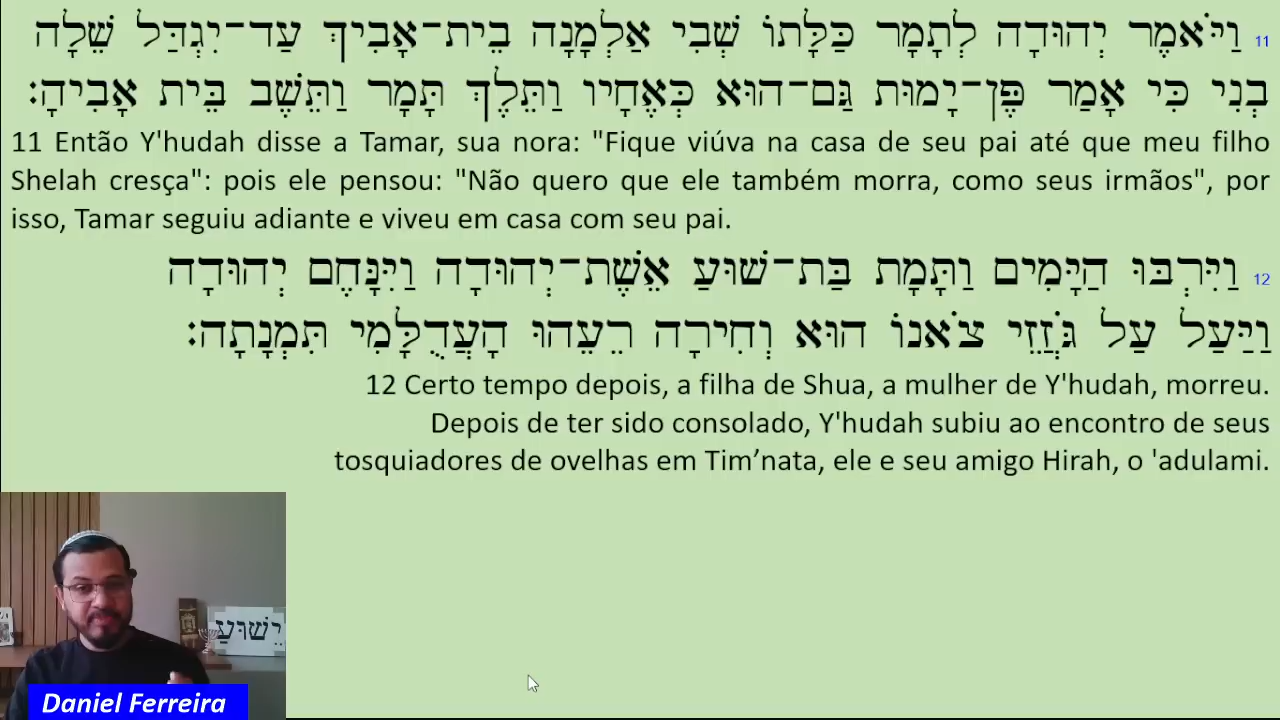 11 וַיֹּאמֶר יְהוּדָה לְתָמָר כַּלָּתוֹ שְׁבִי אַלְמָנָה בֵית־אָבִיךְ עַד־יִגְדַּל שֵׁלָה
בְנִי כִּי אָמַר פֶּן־יָמוּת גַּם־הוּא כְּאֶחָיו וַתֵּלֶךְ תָּמָר וַתֵּשֶׁב בֵּית אָבִיהָ׃
11 Então Y'hudah disse a Tamar, sua nora: "Fique viúva na casa de seu pai até que meu filho
Shelah cresça": pois ele pensou: "Não quero que ele também morra, como seus irmãos", por
isso, Tamar seguiu adiante e viveu em casa com seu pai.
12 וַיִּרְבּוּ הַיָּמִים וַתָּמָת בַּת־שׁוּעַ אֵשֶׁת־יְהוּדָה וַיִּנָּחֶם יְהוּדָה
וַיַּעַל עַל גֹּזֲזֵי צֹאנוֹ הוּא וְחִירָה רֵעֵהוּ הָעֲדֻלָּמִי תִּמְנָתָה׃
12 Certo tempo depois, a filha de Shua, a mulher de Y'hudah, morreu.
Depois de ter sido consolado, Y'hudah subiu ao encontro de seus
tosquiadores de ovelhas em Tim’nata, ele e seu amigo Hirah, o 'adulami.
יֵשׁוּעַ
Daniel Ferreira